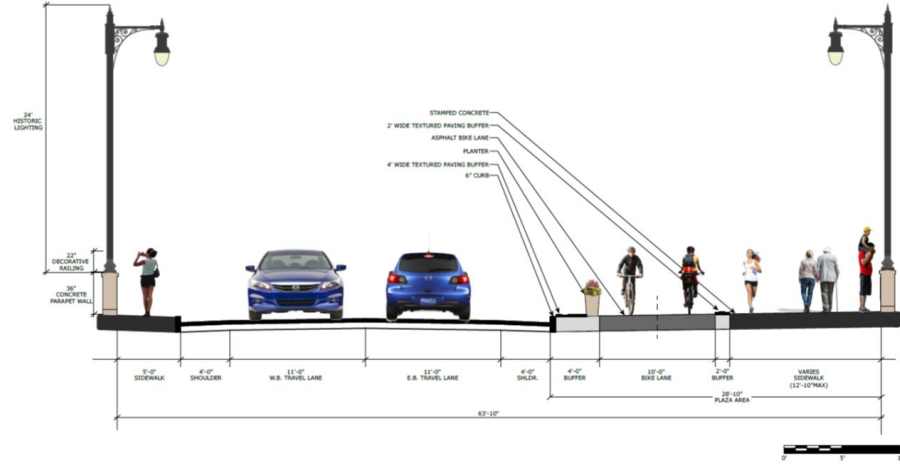 24'
HISTORIC
LIGHTING
22"
DECORATIVE
RAILING
36"
CONCRETE
PARAPET WALL
STAMPED CONCRETE
2' WIDE TEXTURED PAVING BUFFER
ASPHALT BIKE LANE
PLANTER
4' WIDE TEXTURED PAVING BUFFER
6" CURB
5'-0"
SIDEWALK
4'-0"
SHOULDER
11'-0"
W.B. TRAVEL LANE
11'-0"
E.B. TRAVEL LANE
4'-0"
SHLDR.
4'-0"
BUFFER
10'-0"
BIKE LANE
2'-0"
BUFFER
VARIES
SIDEWALK
(12'-10"MAX)
28'-10"
PLAZA AREA
63'-10"
0'
5'